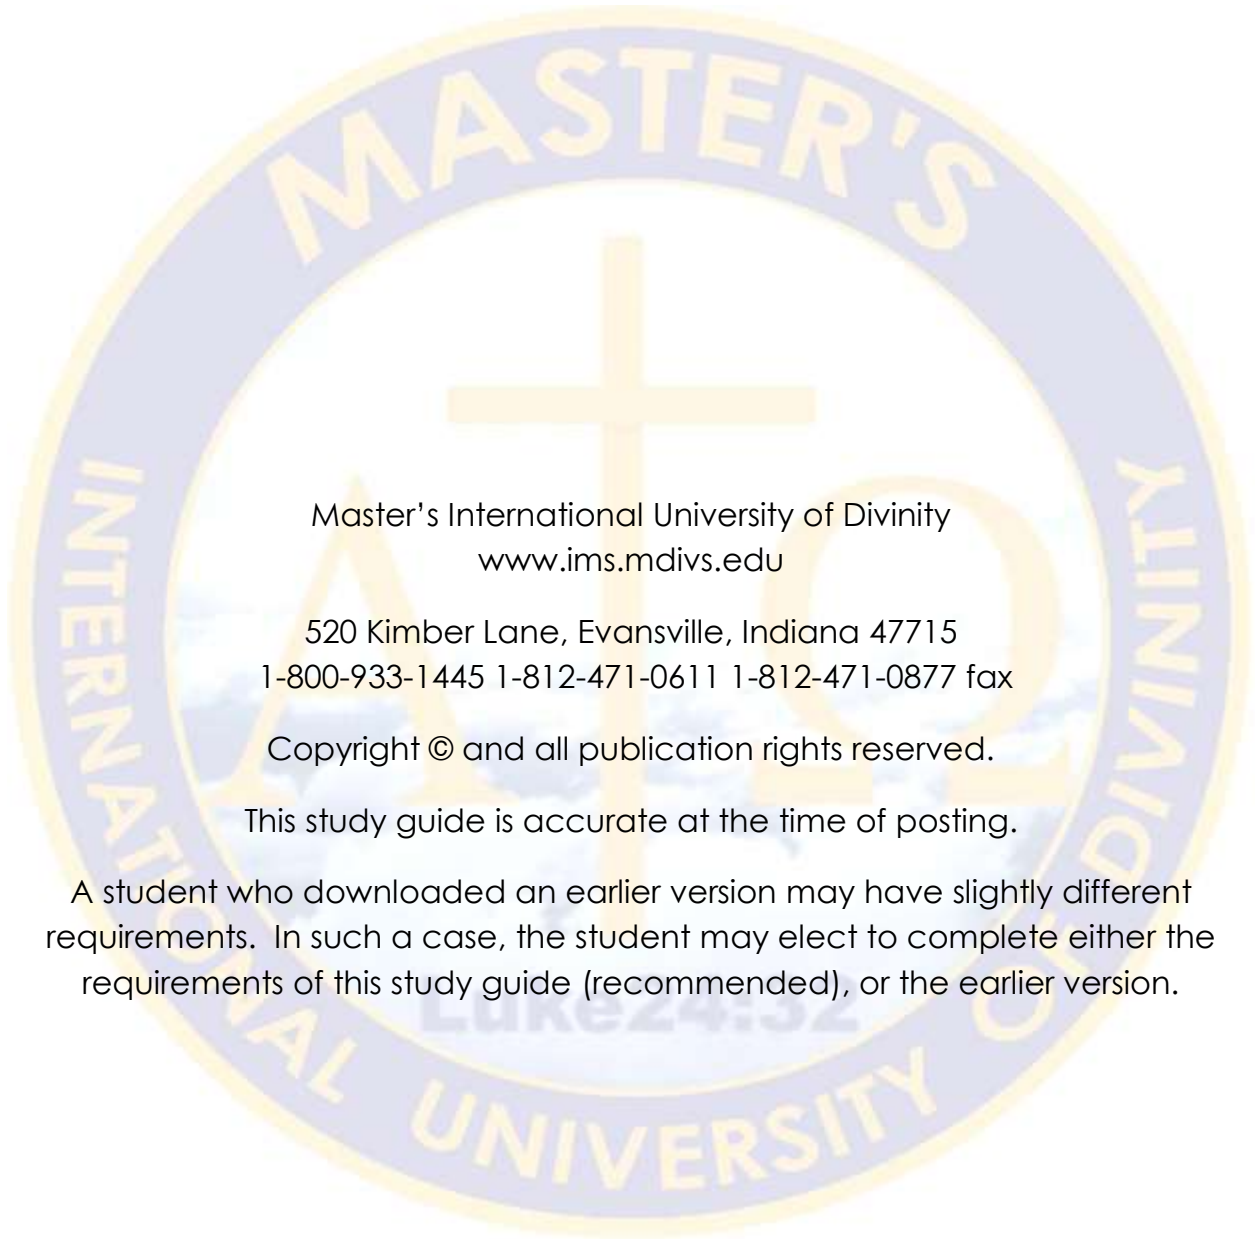 MASTER'S
INTERNATIONAL UNIVERSITY OF DIVINITY
Α Ω
Master’s International University of Divinity
www.ims.mdivs.edu
520 Kimber Lane, Evansville, Indiana 47715
1-800-933-1445 1-812-471-0611 1-812-471-0877 fax
Copyright © and all publication rights reserved.
This study guide is accurate at the time of posting.
A student who downloaded an earlier version may have slightly different
requirements. In such a case, the student may elect to complete either the
requirements of this study guide (recommended), or the earlier version.
Luke24:32